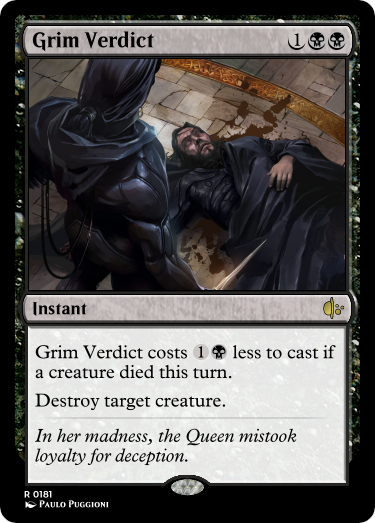 Grim Verdict 1
Instant
Grim Verdict costs 1 less to cast if
a creature died this turn.
Destroy target creature.
In her madness, the Queen mistook
loyalty for deception.
R 0181
Paulo Puggioni